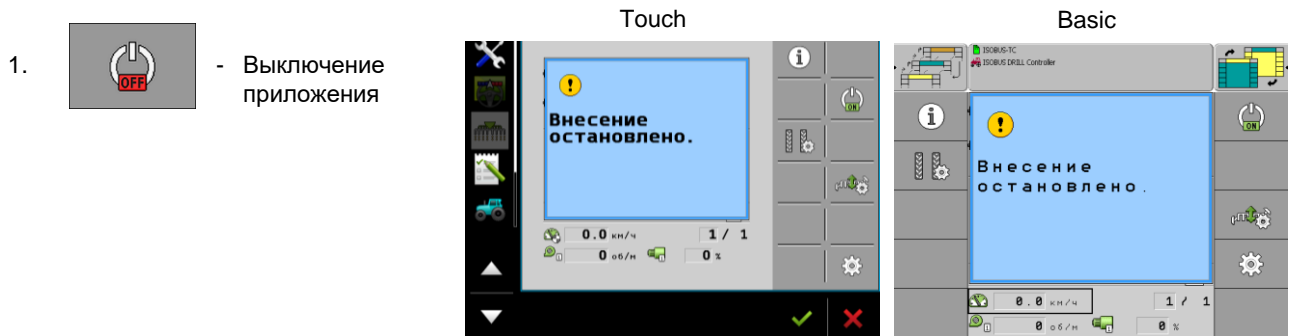 Touch
Basic
1.
OFF
- Выключение
приложения
ON
Внесение
остановлено.
0.0 км/ч
1 / 1
0 об/м
0 %
ISOBUS-TC
ISOBUS DRILL Controller
ON
Внесение
остановлено.
0.0 км/ч
1 / 1
0 об/м
0 %